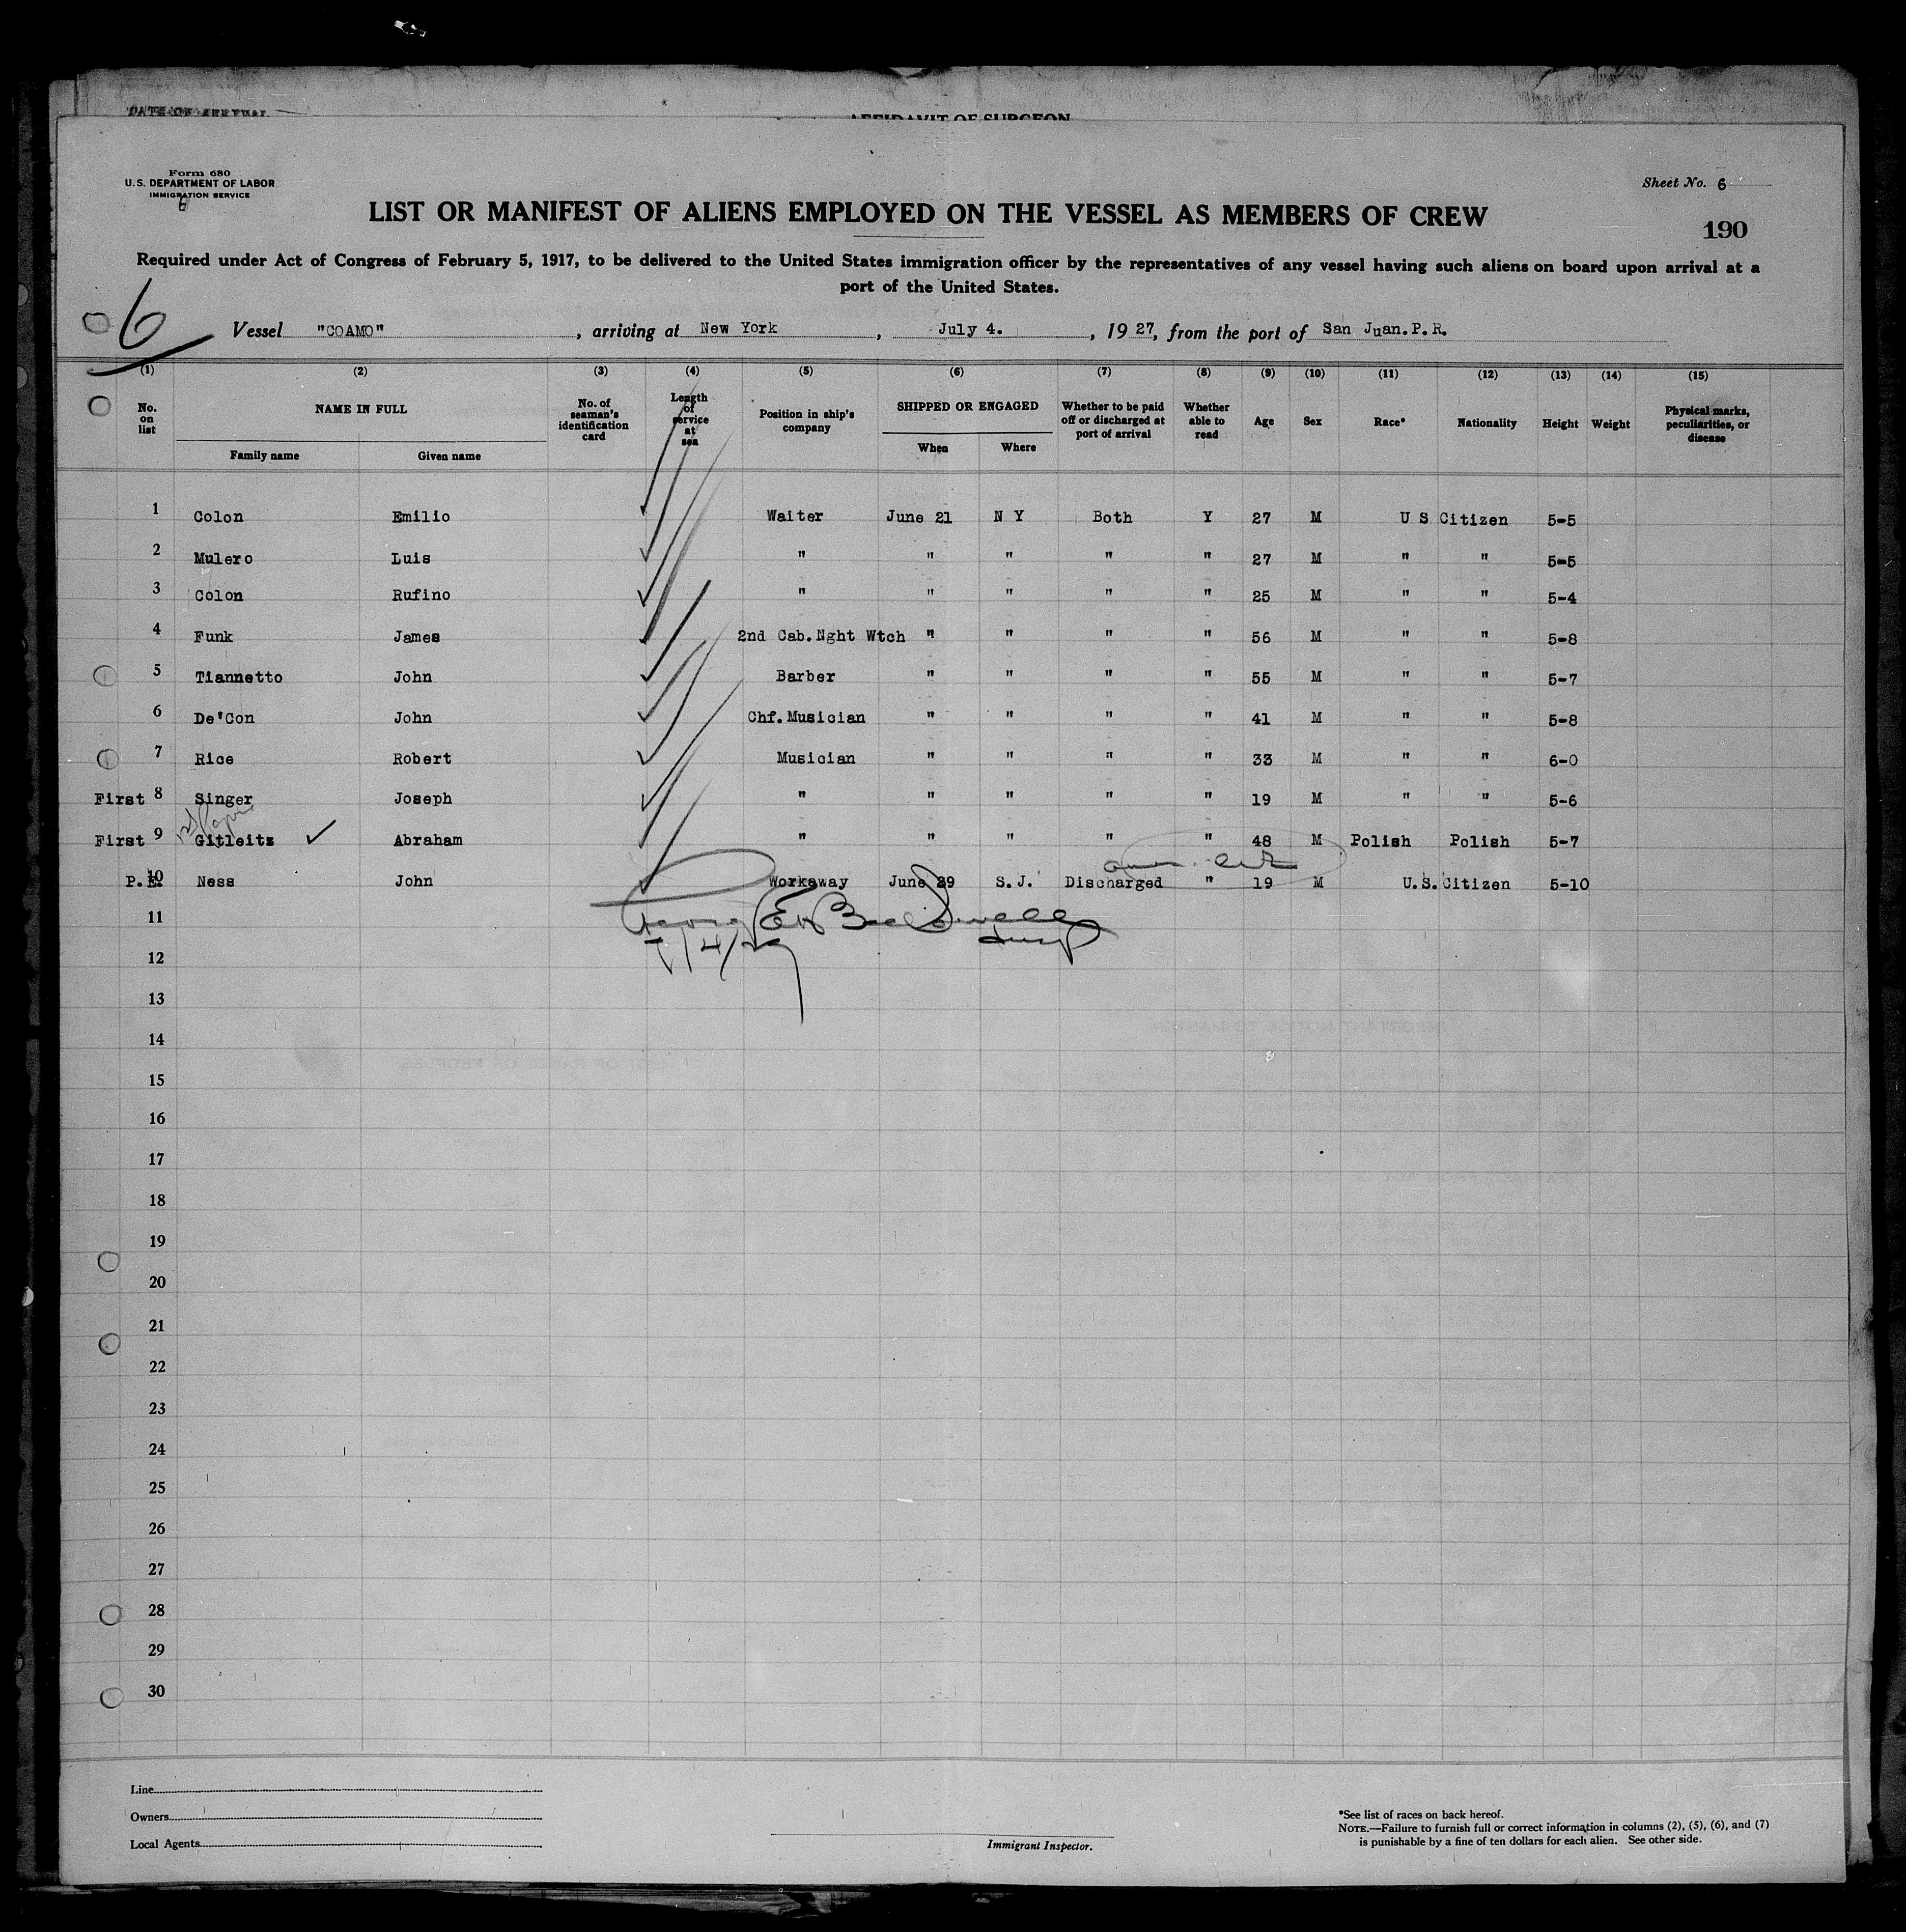 DATE OF ARRIVAL
AFFIDAVIT OF SURGEON
Form 680
U.S. DEPARTMENT OF LABOR
IMMIGRATION SERVICE
6
Sheet No. 6
LIST OR MANIFEST OF ALIENS EMPLOYED ON THE VESSEL AS MEMBERS OF CREW
190
Required under Act of Congress of February 5, 1917, to be delivered to the United States immigration officer by the representatives of any vessel having such aliens on board upon arrival at a
port of the United States.
6
Vessel "COAMO", arriving at New York, July 4., 1927, from the port of San Juan.P.R.
(1) (2) (3) (4) (5) (6) (7) (8) (9) (10) (11) (12) (13) (14) (15)
No. on list NAME IN FULL No. of seaman's identification card Length of service at sea Position in ship's company SHIPPED OR ENGAGED Whether to be paid off or discharged at port of arrival Whether able to read Age Sex Race* Nationality Height Weight Physical marks, peculiarities, or disease
Family name Given name When Where
1 Colon Emilio Waiter June 21 N Y Both Y 27 M U S Citizen 5-5
2 Mulero Luis " " " " " 27 M " " 5-5
3 Colon Rufino " " " " " 25 M " " 5-4
4 Funk James 2nd Cab.Nght Wtch " " " " 56 M " " 5-8
5 Tiannetto John Barber " " " " 55 M " " 5-7
6 De'Con John Chf.Musician " " " " 41 M " " 5-8
7 Rice Robert Musician " " " " 33 M " " 6-0
First 8 Singer Joseph " " " " " 19 M " " 5-6
1st Papers
First 9 Gitleitz Abraham " " " " " 48 M Polish Polish 5-7
P.E. 10 Ness John Workaway June 29 S.J. Discharged " 19 M U.S.Citizen 5-10
11
Insp
7/4/27
12
13
14
15
16
17
18
19
20
21
22
23
24
25
26
27
28
29
30
Line
Owners
Local Agents
Immigrant Inspector.
*See list of races on back hereof.
NOTE.—Failure to furnish full or correct information in columns (2), (5), (6), and (7)
is punishable by a fine of ten dollars for each alien. See other side.